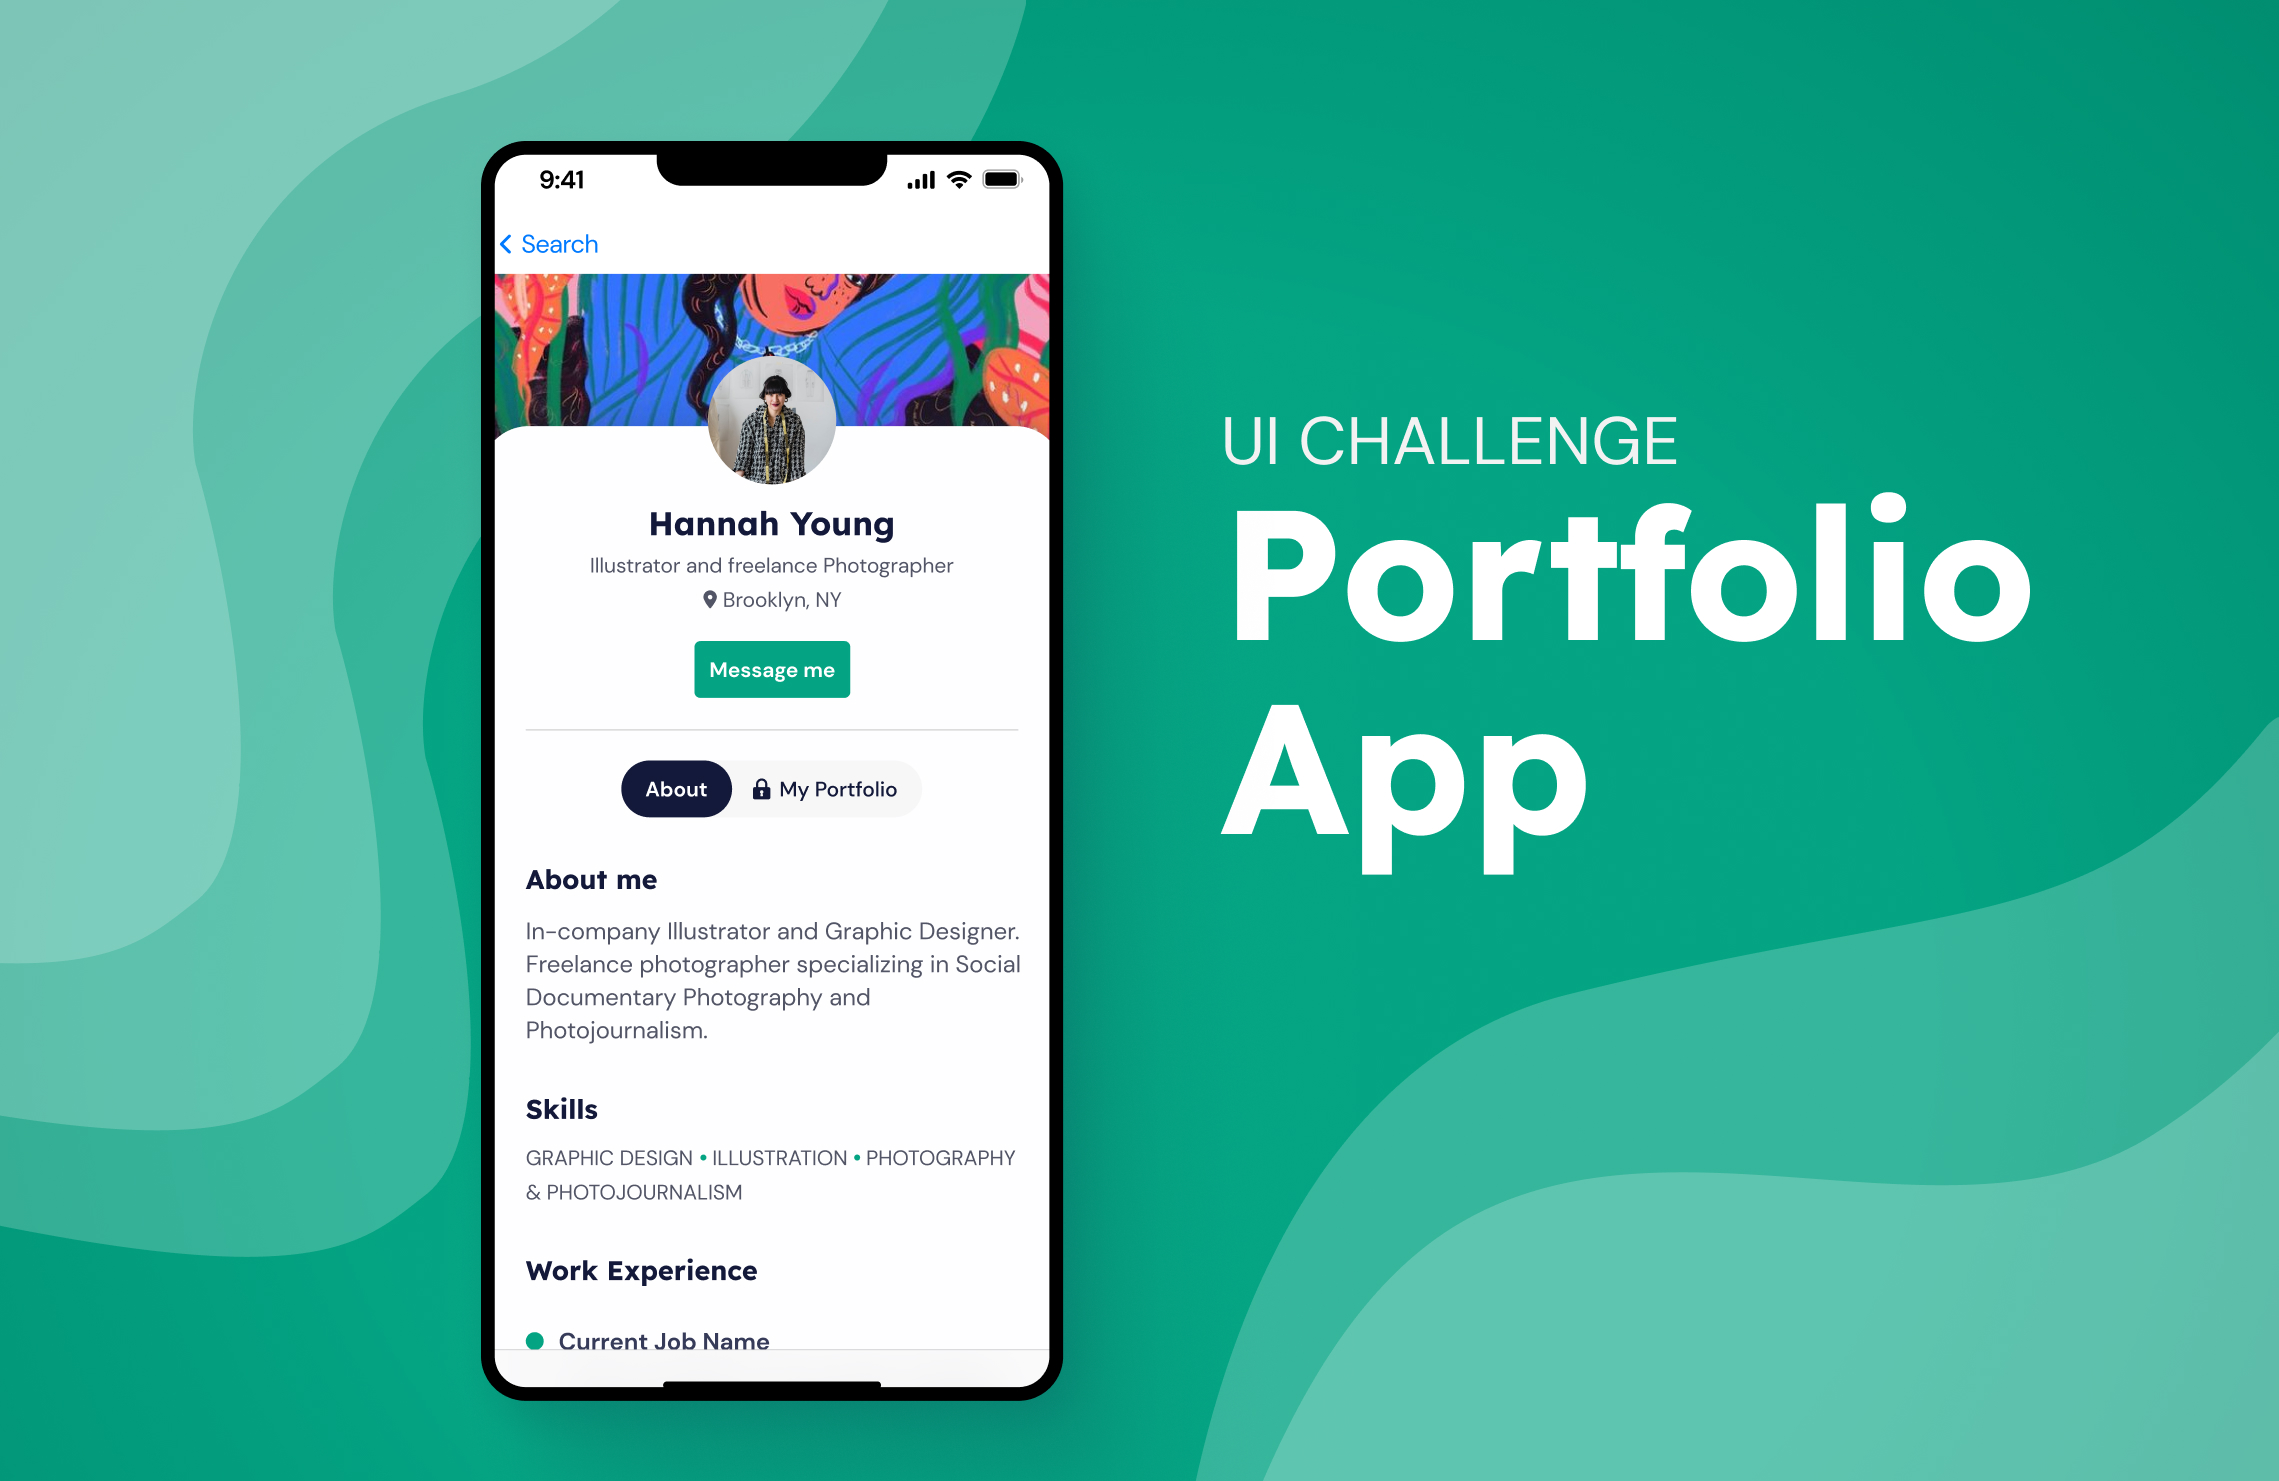 9:41
Search
Hannah Young
Illustrator and freelance Photographer
Brooklyn, NY
Message me
About
My Portfolio
About me
In-company Illustrator and Graphic Designer.
Freelance photographer specializing in Social
Documentary Photography and
Photojournalism.
Skills
GRAPHIC DESIGN • ILLUSTRATION • PHOTOGRAPHY
& PHOTOJOURNALISM
Work Experience
Current Job Name
UI CHALLENGE
Portfolio
App